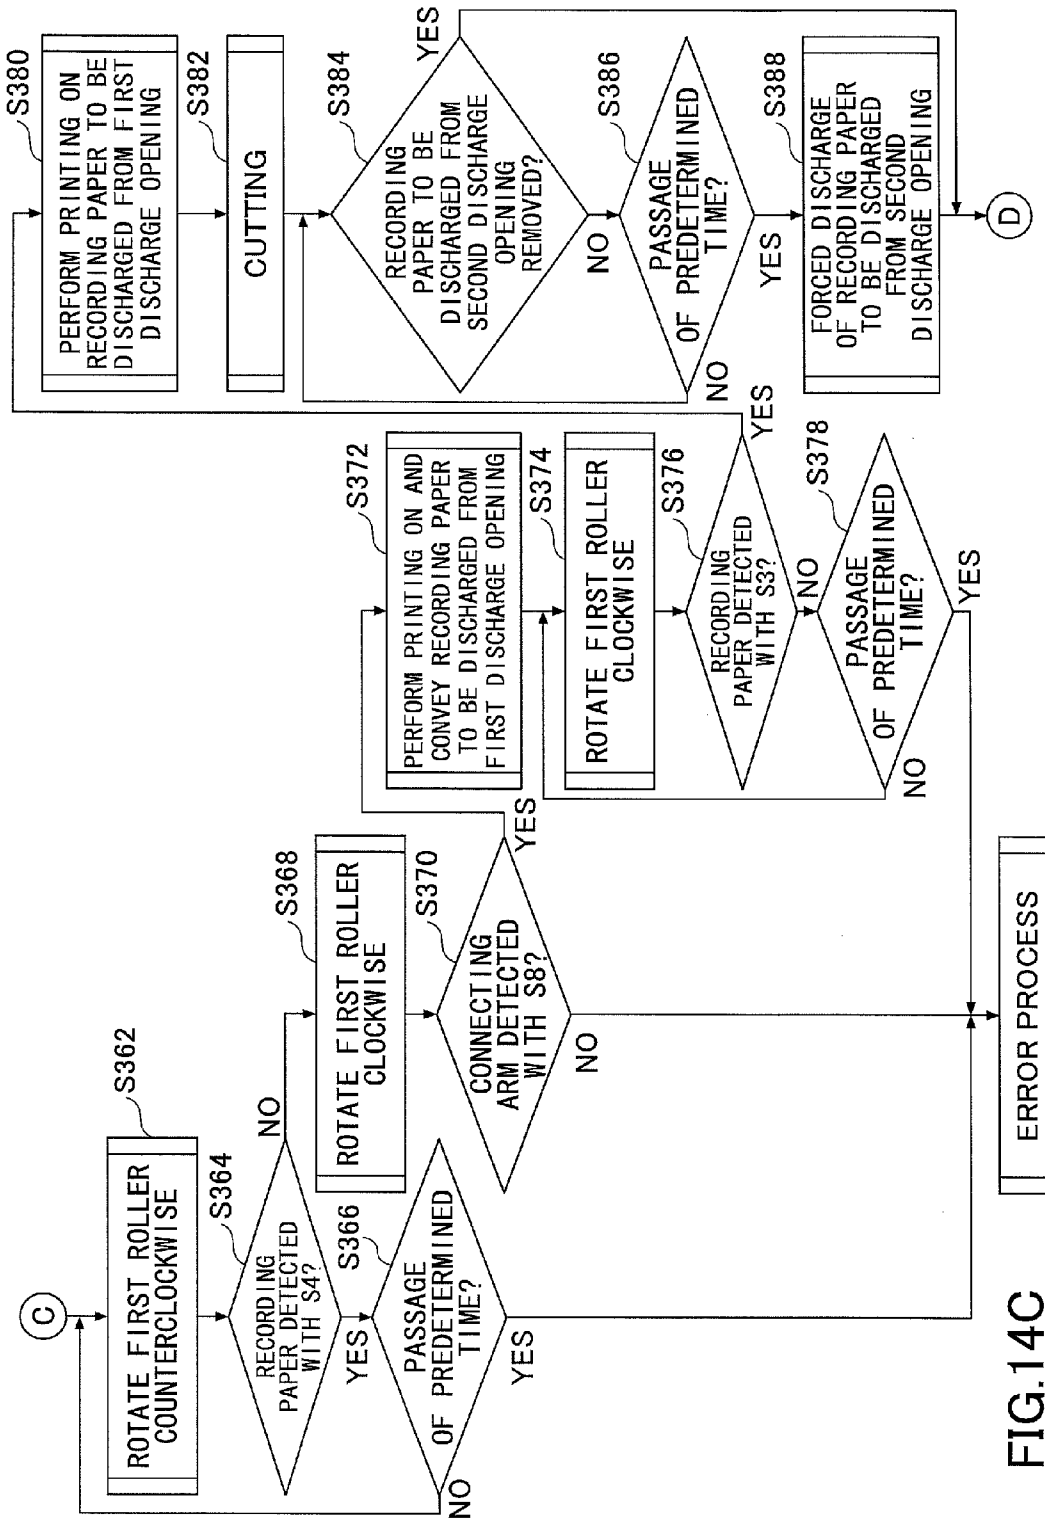 C
S362
ROTATE FIRST ROLLER
COUNTERCLOCKWISE
S364
RECORDING
PAPER DETECTED
WITH S4?
NO
YES
S366
PASSAGE
OF PREDETERMINED
TIME?
NO
YES
S368
ROTATE FIRST ROLLER
CLOCKWISE
S370
CONNECTING
ARM DETECTED
WITH S8?
YES
NO
S372
PERFORM PRINTING ON AND
CONVEY RECORDING PAPER
TO BE DISCHARGED FROM
FIRST DISCHARGE OPENING
S374
ROTATE FIRST ROLLER
CLOCKWISE
S376
RECORDING
PAPER DETECTED
WITH S3?
YES
NO
S378
PASSAGE
OF PREDETERMINED
TIME?
NO
YES
S380
PERFORM PRINTING ON
RECORDING PAPER TO BE
DISCHARGED FROM FIRST
DISCHARGE OPENING
S382
CUTTING
S384
RECORDING
PAPER TO BE
DISCHARGED FROM
SECOND DISCHARGE
OPENING
REMOVED?
YES
NO
S386
PASSAGE
OF PREDETERMINED
TIME?
NO
YES
S388
FORCED DISCHARGE
OF RECORDING PAPER
TO BE DISCHARGED
FROM SECOND
DISCHARGE OPENING
D
ERROR PROCESS
FIG.14C